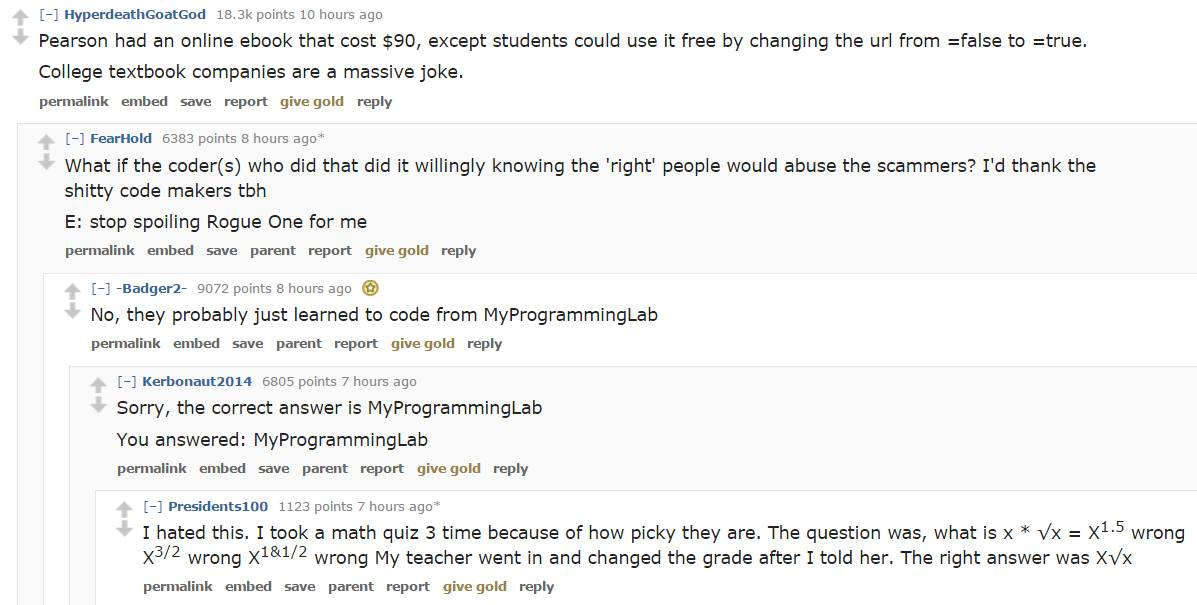 [–] HyperdeathGoatGod 18.3k points 10 hours ago
Pearson had an online ebook that cost $90, except students could use it free by changing the url from =false to =true.
College textbook companies are a massive joke.
permalink embed save report give gold reply
[–] FearHold 6383 points 8 hours ago*
What if the coder(s) who did that did it willingly knowing the 'right' people would abuse the scammers? I'd thank the
shitty code makers tbh
E: stop spoiling Rogue One for me
permalink embed save parent report give gold reply
[–] -Badger2- 9072 points 8 hours ago
No, they probably just learned to code from MyProgrammingLab
permalink embed save parent report give gold reply
[–] Kerbonaut2014 6805 points 7 hours ago
Sorry, the correct answer is MyProgrammingLab
You answered: MyProgrammingLab
permalink embed save parent report give gold reply
[–] Presidents100 1123 points 7 hours ago*
I hated this. I took a math quiz 3 time because of how picky they are. The question was, what is x * √x = X^1.5 wrong
X^3/2 wrong X^1&1/2 wrong My teacher went in and changed the grade after I told her. The right answer was X√x
permalink embed save parent report give gold reply